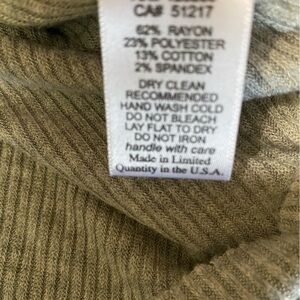 CA# 51217
62% RAYON
23% POLYESTER
13% COTTON
2% SPANDEX
DRY CLEAN
RECOMMENDED
HAND WASH COLD
DO NOT BLEACH
LAY FLAT TO DRY
DO NOT IRON
handle with care
Made in Limited
Quantity in the U.S.A.